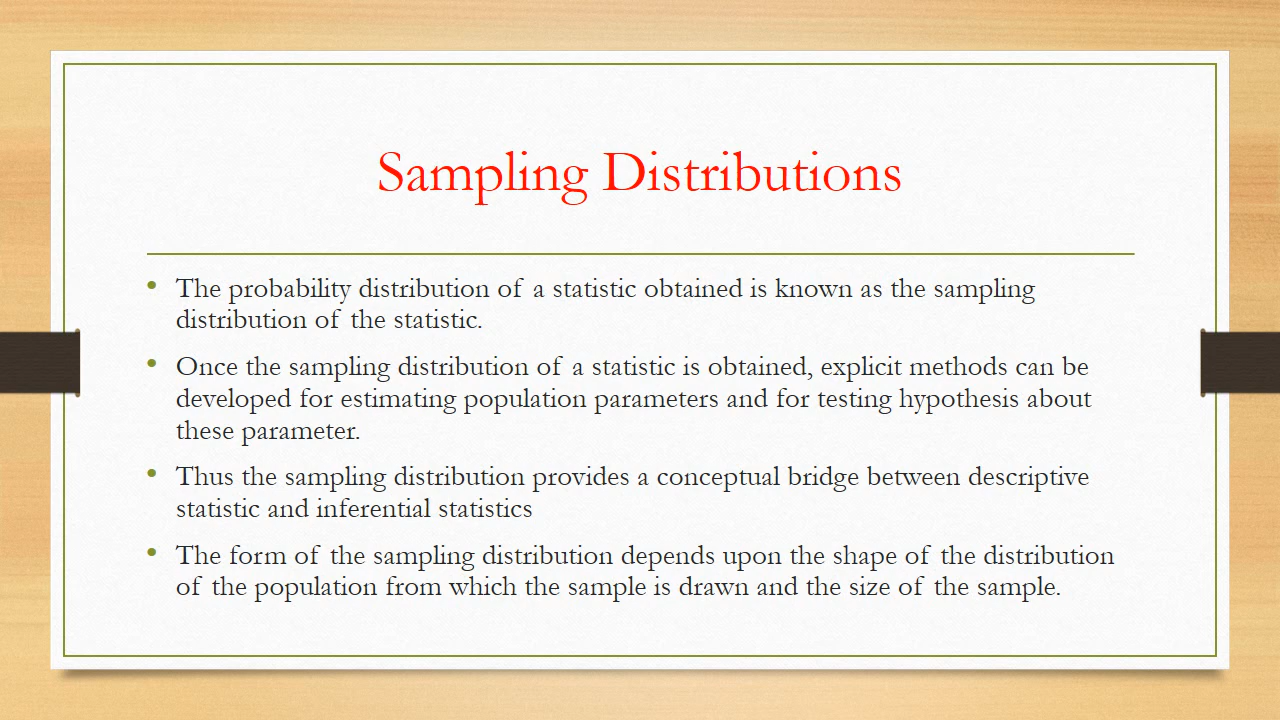 Sampling Distributions
• The probability distribution of a statistic obtained is known as the sampling
distribution of the statistic.
• Once the sampling distribution of a statistic is obtained, explicit methods can be
developed for estimating population parameters and for testing hypothesis about
these parameter.
• Thus the sampling distribution provides a conceptual bridge between descriptive
statistic and inferential statistics
• The form of the sampling distribution depends upon the shape of the distribution
of the population from which the sample is drawn and the size of the sample.